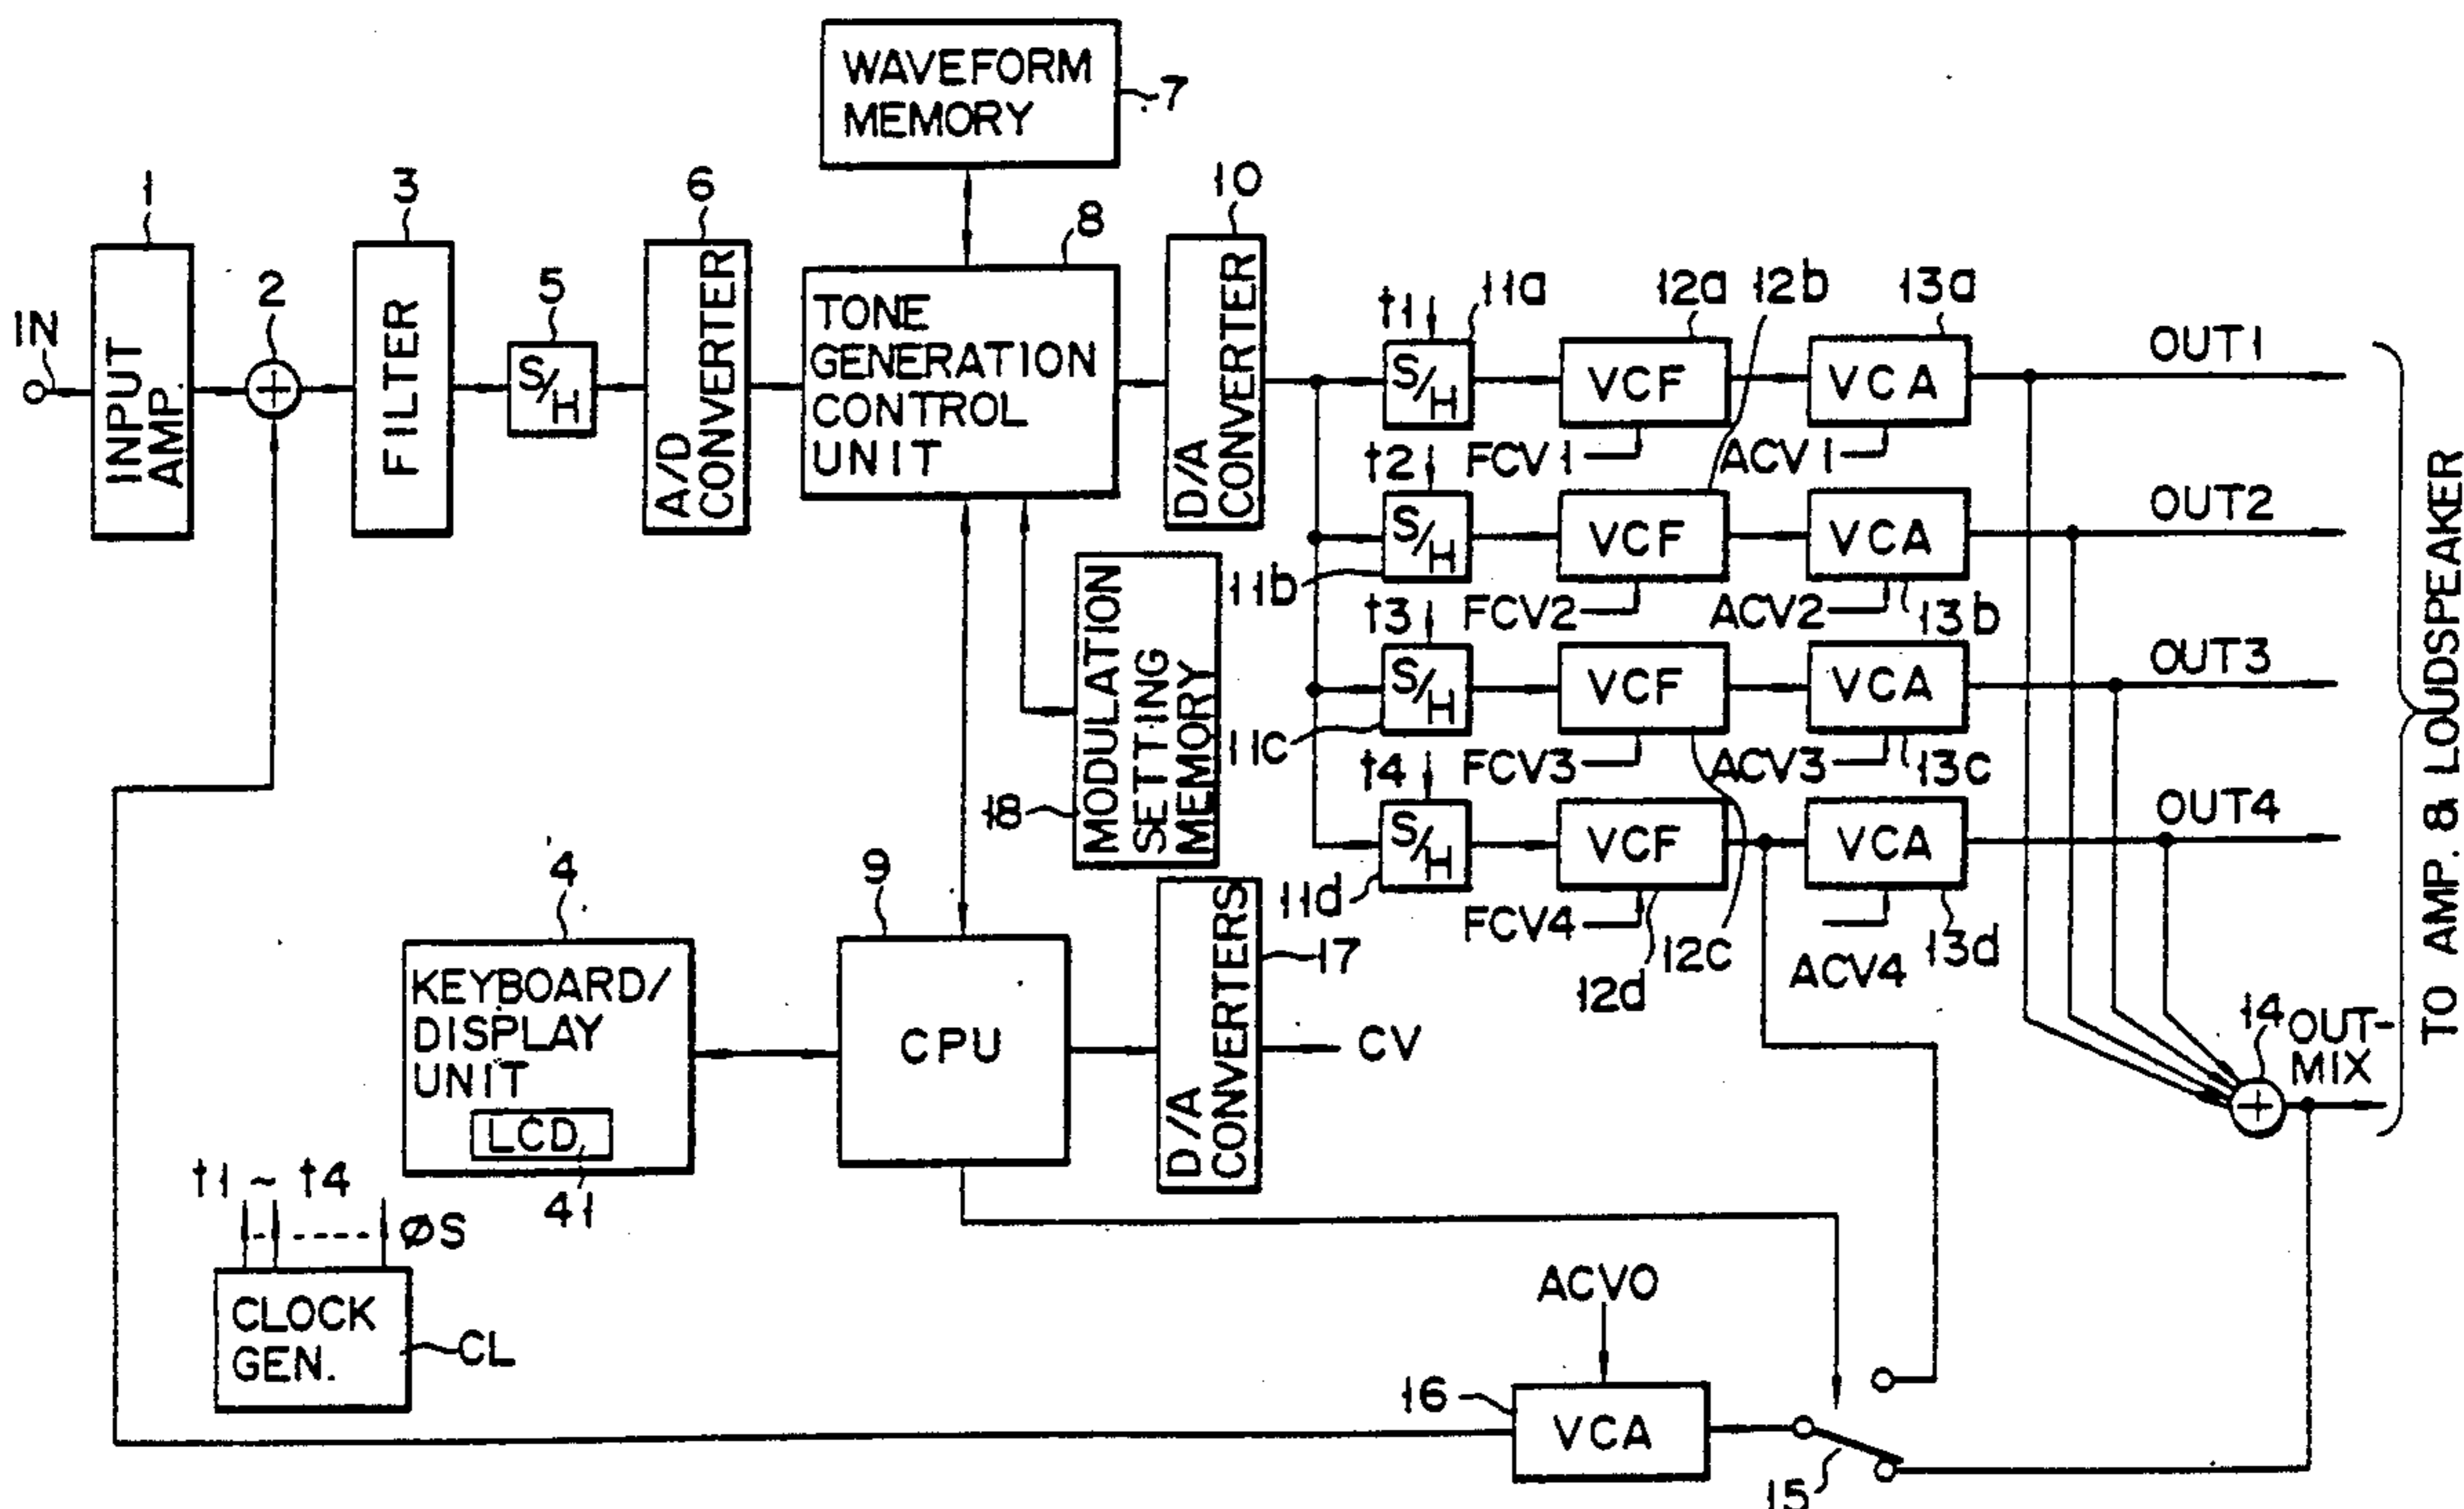 WAVEFORM
MEMORY
7
1
3
6
8
10
IN
INPUT
AMP.
2
FILTER
5
S/H
A/D
CONVERTER
TONE
GENERATION
CONTROL
UNIT
D/A
CONVERTER
t1
11a
12a
12b
13a
S/H
VCF
VCA
OUT1
FCV1
ACV1
t2
11b
S/H
VCF
VCA
OUT2
FCV2
ACV2
13b
t3
11c
S/H
VCF
VCA
OUT3
FCV3
ACV3
13c
t4
11d
S/H
VCF
VCA
OUT4
FCV4
12d
12c
ACV4
13d
MODULATION
SETTING
MEMORY
18
14
OUT-
MIX
TO AMP. & LOUDSPEAKER
4
KEYBOARD/
DISPLAY
UNIT
LCD
41
9
CPU
D/A
CONVERTERS
17
CV
t1 ~ t4
øS
CLOCK
GEN.
CL
ACV0
16
VCA
15